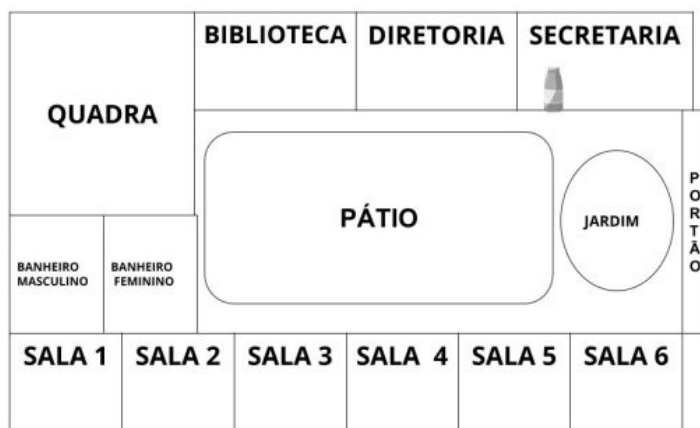 BIBLIOTECA DIRETORIA SECRETARIA
QUADRA
PÁTIO
JARDIM
PORTÃO
BANHEIRO
MASCULINO
BANHEIRO
FEMININO
SALA 1 SALA 2 SALA 3 SALA 4 SALA 5 SALA 6